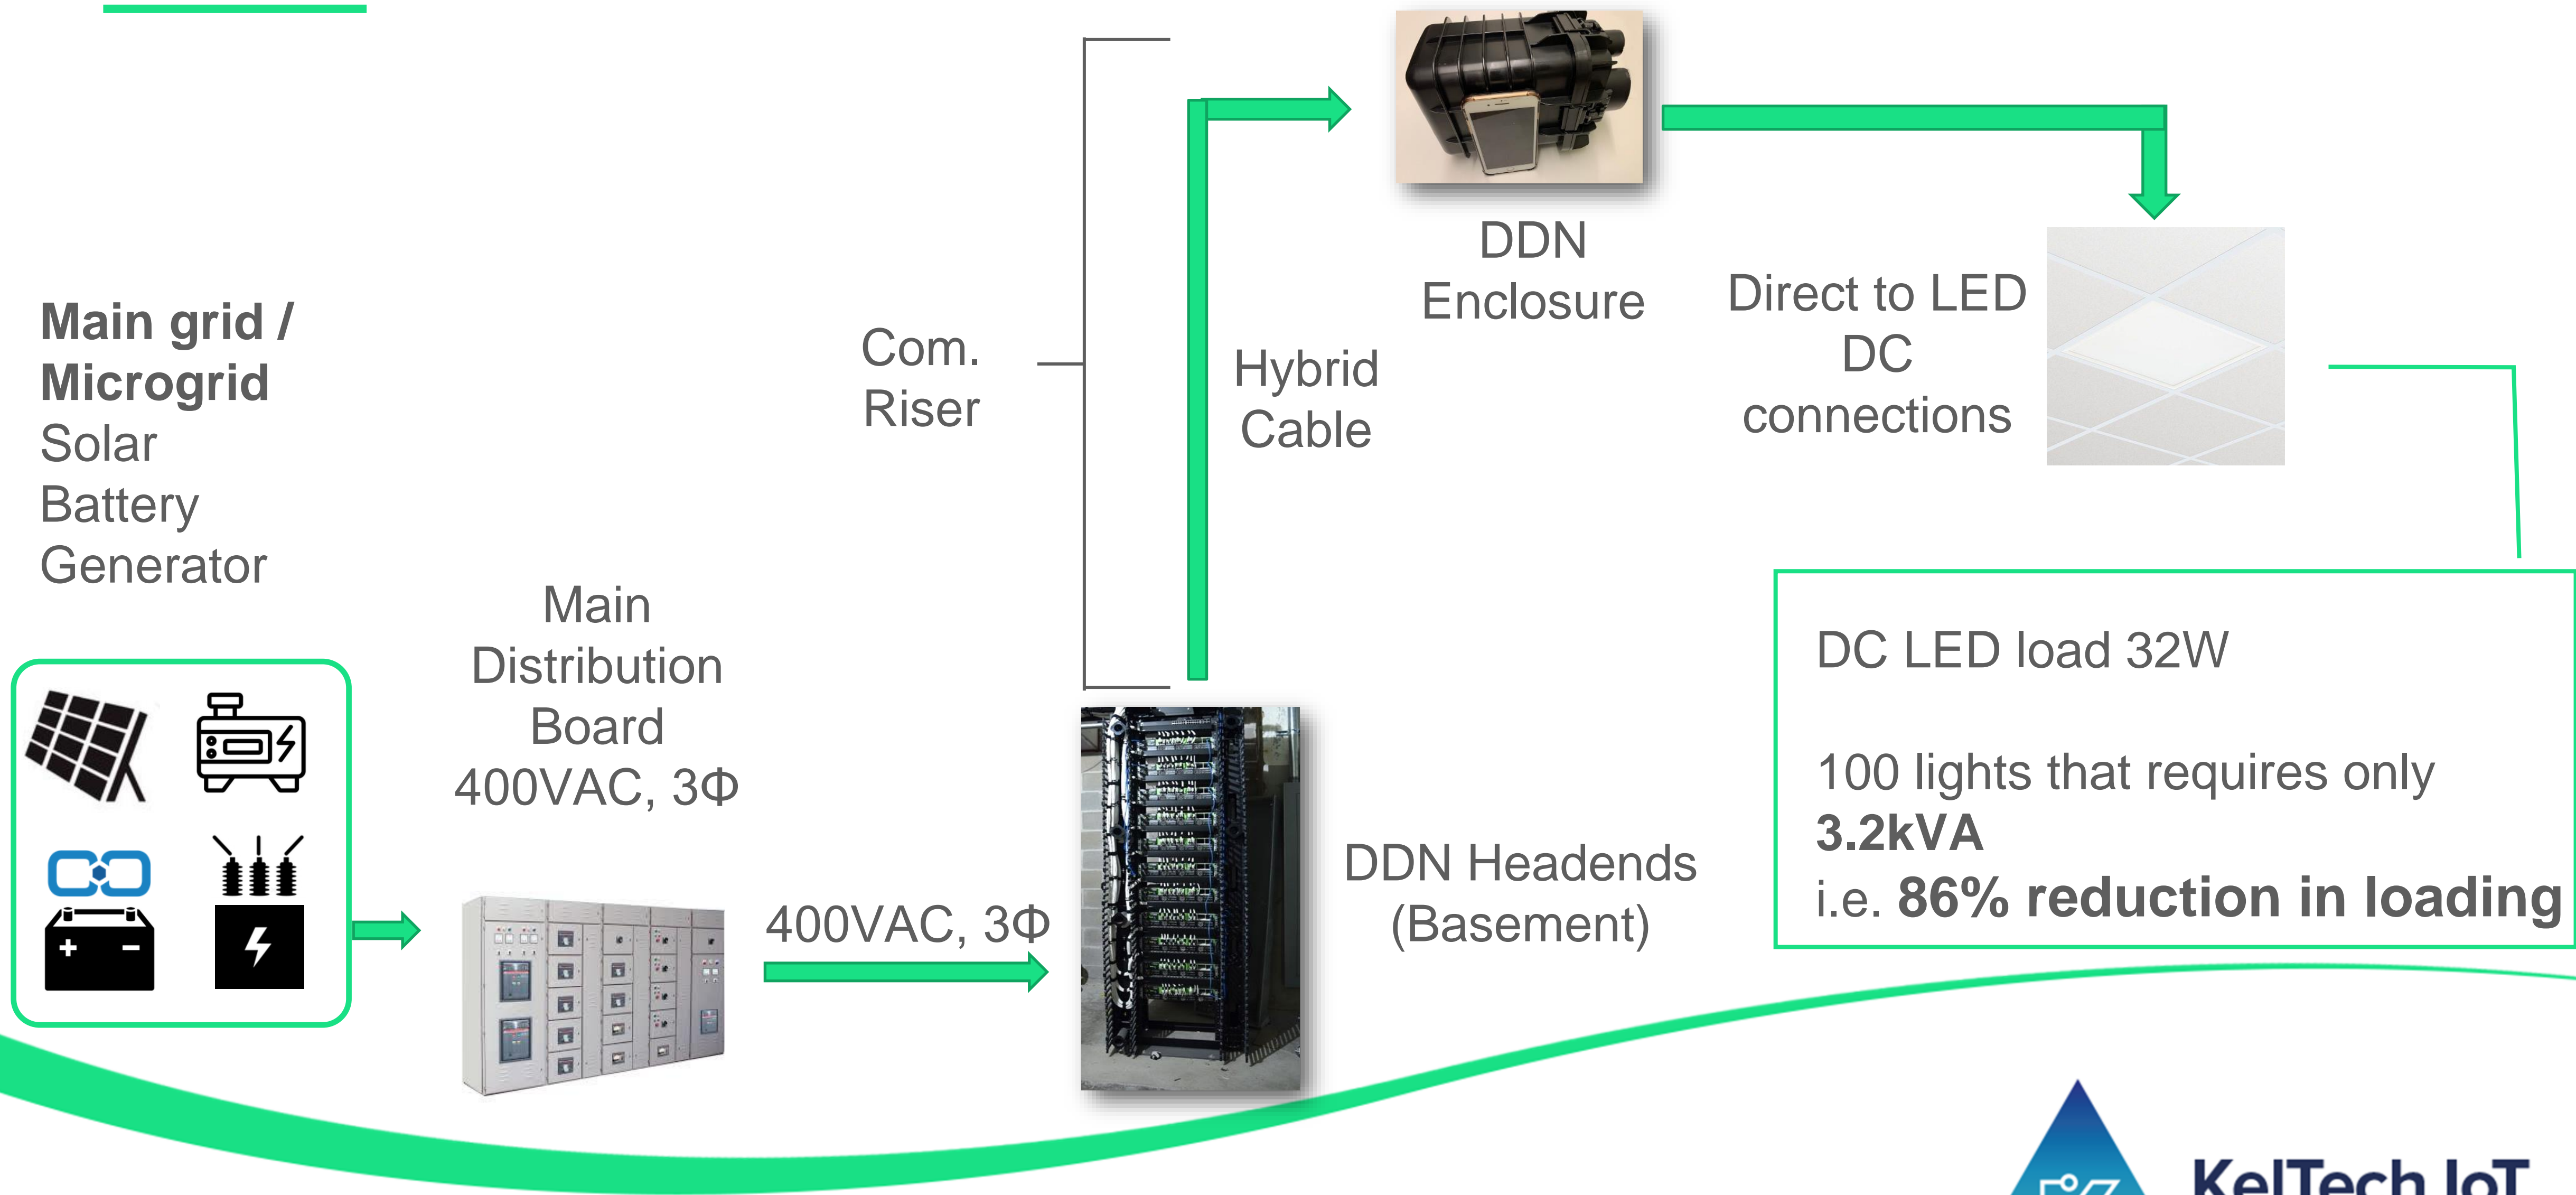 Main grid /
Microgrid
Solar
Battery
Generator
Main
Distribution
Board
400VAC, 3Φ
400VAC, 3Φ
Com.
Riser
Hybrid
Cable
DDN
Enclosure
Direct to LED
DC
connections
DDN Headends
(Basement)
DC LED load 32W
100 lights that requires only
3.2kVA
i.e. 86% reduction in loading
KelTech IoT